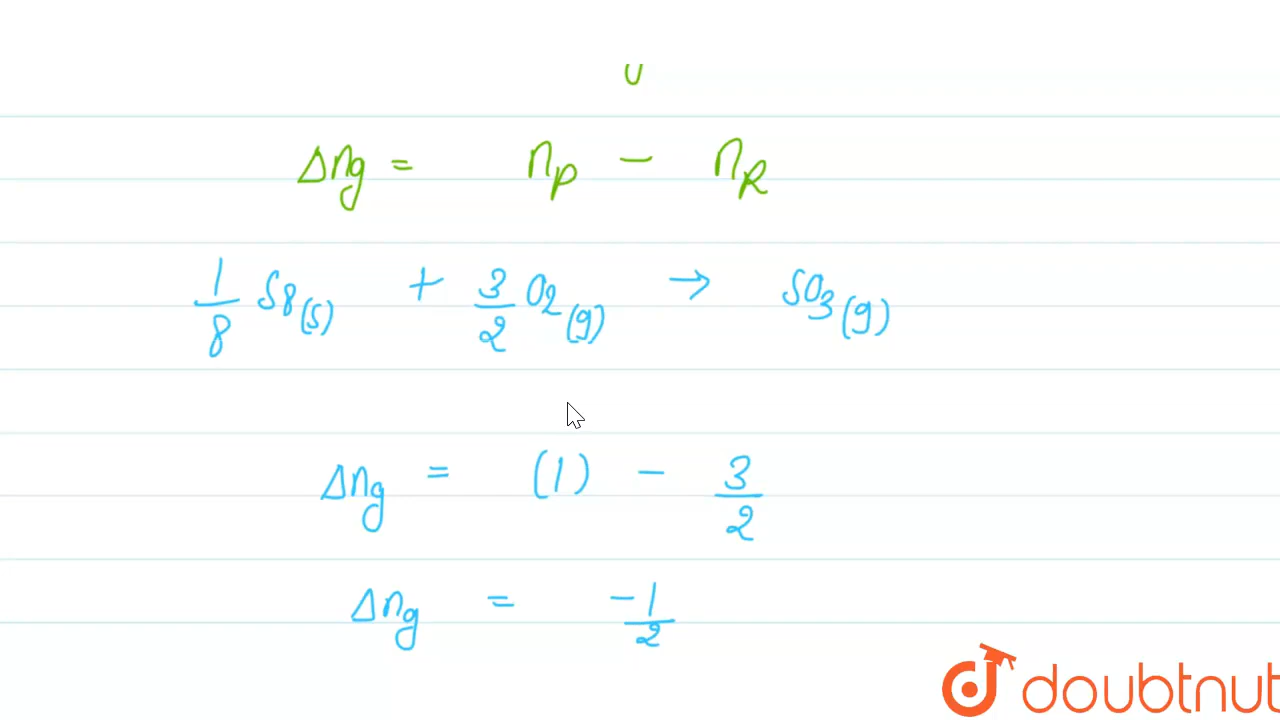 Δng = nP - nR
1/8 S8(s) + 3/2 O2(g) → SO3(g)
Δng = (1) - 3/2
Δng = -1/2
doubtnut